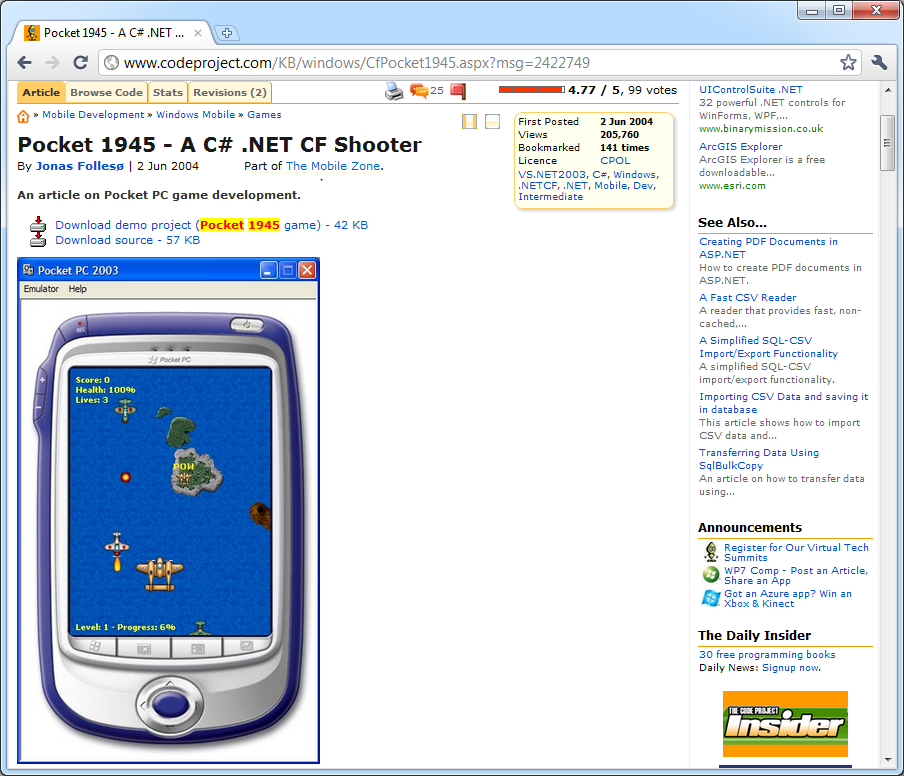 Pocket 1945 - A C# .NET ...
www.codeproject.com/KB/windows/CfPocket1945.aspx?msg=2422749
Article Browse Code Stats Revisions (2)
25
4.77 / 5, 99 votes
» Mobile Development » Windows Mobile » Games
Pocket 1945 - A C# .NET CF Shooter
By Jonas Follesø | 2 Jun 2004 Part of The Mobile Zone.
An article on Pocket PC game development.
Download demo project (Pocket 1945 game) - 42 KB
Download source - 57 KB
First Posted 2 Jun 2004
Views 205,760
Bookmarked 141 times
Licence CPOL
VS.NET2003, C#, Windows,
.NETCF, .NET, Mobile, Dev,
Intermediate
Pocket PC 2003
Emulator Help
REC
Pocket PC
Score: 0
Health: 100%
Lives: 3
POW
Level: 1 - Progress: 6%
UIControlSuite .NET
32 powerful .NET controls for
WinForms, WPF,...
www.binarymission.co.uk
ArcGIS Explorer
ArcGIS Explorer is a free
downloadable...
www.esri.com
See Also...
Creating PDF Documents in
ASP.NET
How to create PDF documents in
ASP.NET.
A Fast CSV Reader
A reader that provides fast, non-
cached,...
A Simplified SQL-CSV
Import/Export Functionality
A simplified SQL-CSV
import/export functionality.
Importing CSV Data and saving it
in database
This article shows how to import
CSV data and...
Transferring Data Using
SqlBulkCopy
An article on how to transfer data
using...
Announcements
Register for Our Virtual Tech
Summits
WP7 Comp - Post an Article,
Share an App
Got an Azure app? Win an
Xbox & Kinect
The Daily Insider
30 free programming books
Daily News: Signup now.
THE CODE PROJECT
Insider